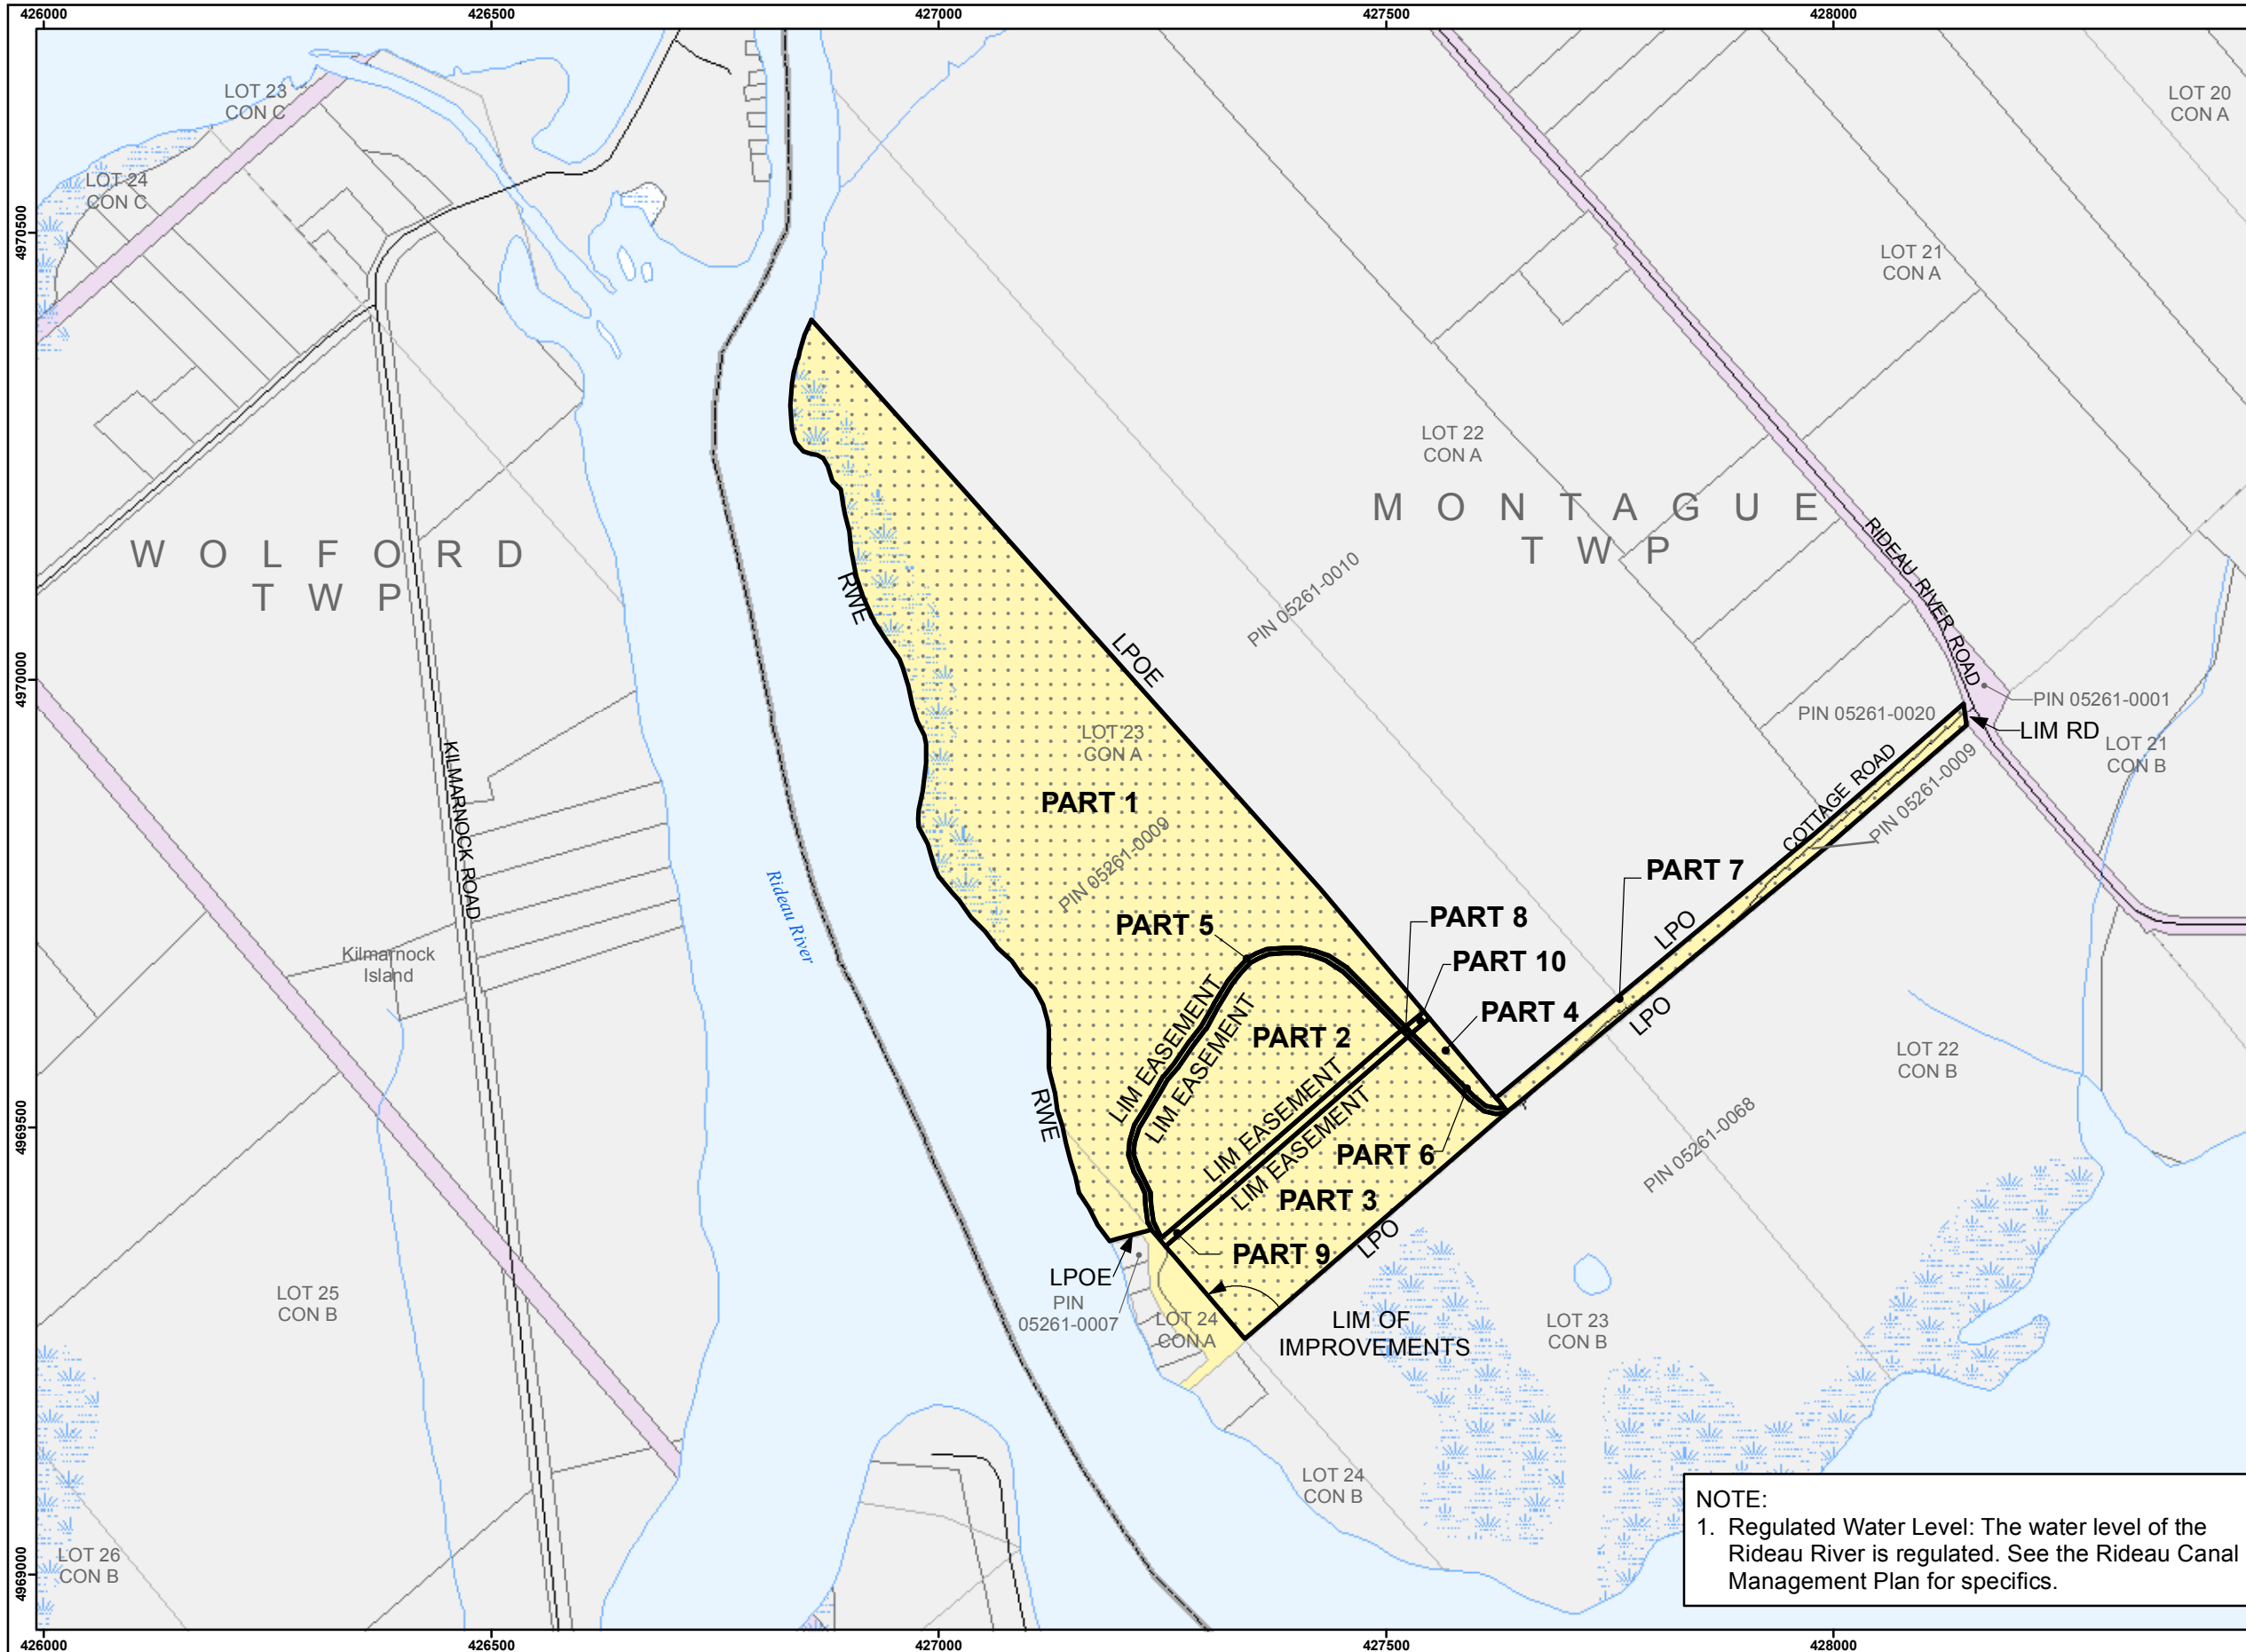 426000
426500
427000
427500
428000
LOT 23
CON C
LOT 20
CON A
LOT 24
CON C
4970500
LOT 21
CON A
LOT 22
CON A
M O N T A G U E
T W P
W O L F O R D
T W P
RIDEAU RIVER ROAD
PIN 05261-0010
RWE
LPOE
4970000
PIN 05261-0001
PIN 05261-0020
LIM RD
LOT 21
CON B
LOT 23
CON A
COTTAGE ROAD
PIN 05261-0009
KILMARNOCK ROAD
PART 1
PIN 05261-0009
PART 7
Rideau River
PART 5
PART 8
LPO
Kilmarnock
Island
PART 10
LPO
PART 4
LIM EASEMENT
LIM EASEMENT
PART 2
LOT 22
CON B
4969500
RWE
LIM EASEMENT
LIM EASEMENT
PART 6
PIN 05261-0068
PART 3
LPO
PART 9
LPOE
PIN
05261-0007
LOT 25
CON B
LOT 24
CON A
LIM OF
IMPROVEMENTS
LOT 23
CON B
LOT 24
CON B
NOTE:
1. Regulated Water Level: The water level of the
Rideau River is regulated. See the Rideau Canal
Management Plan for specifics.
LOT 26
CON B
4969000
426000
426500
427000
427500
428000